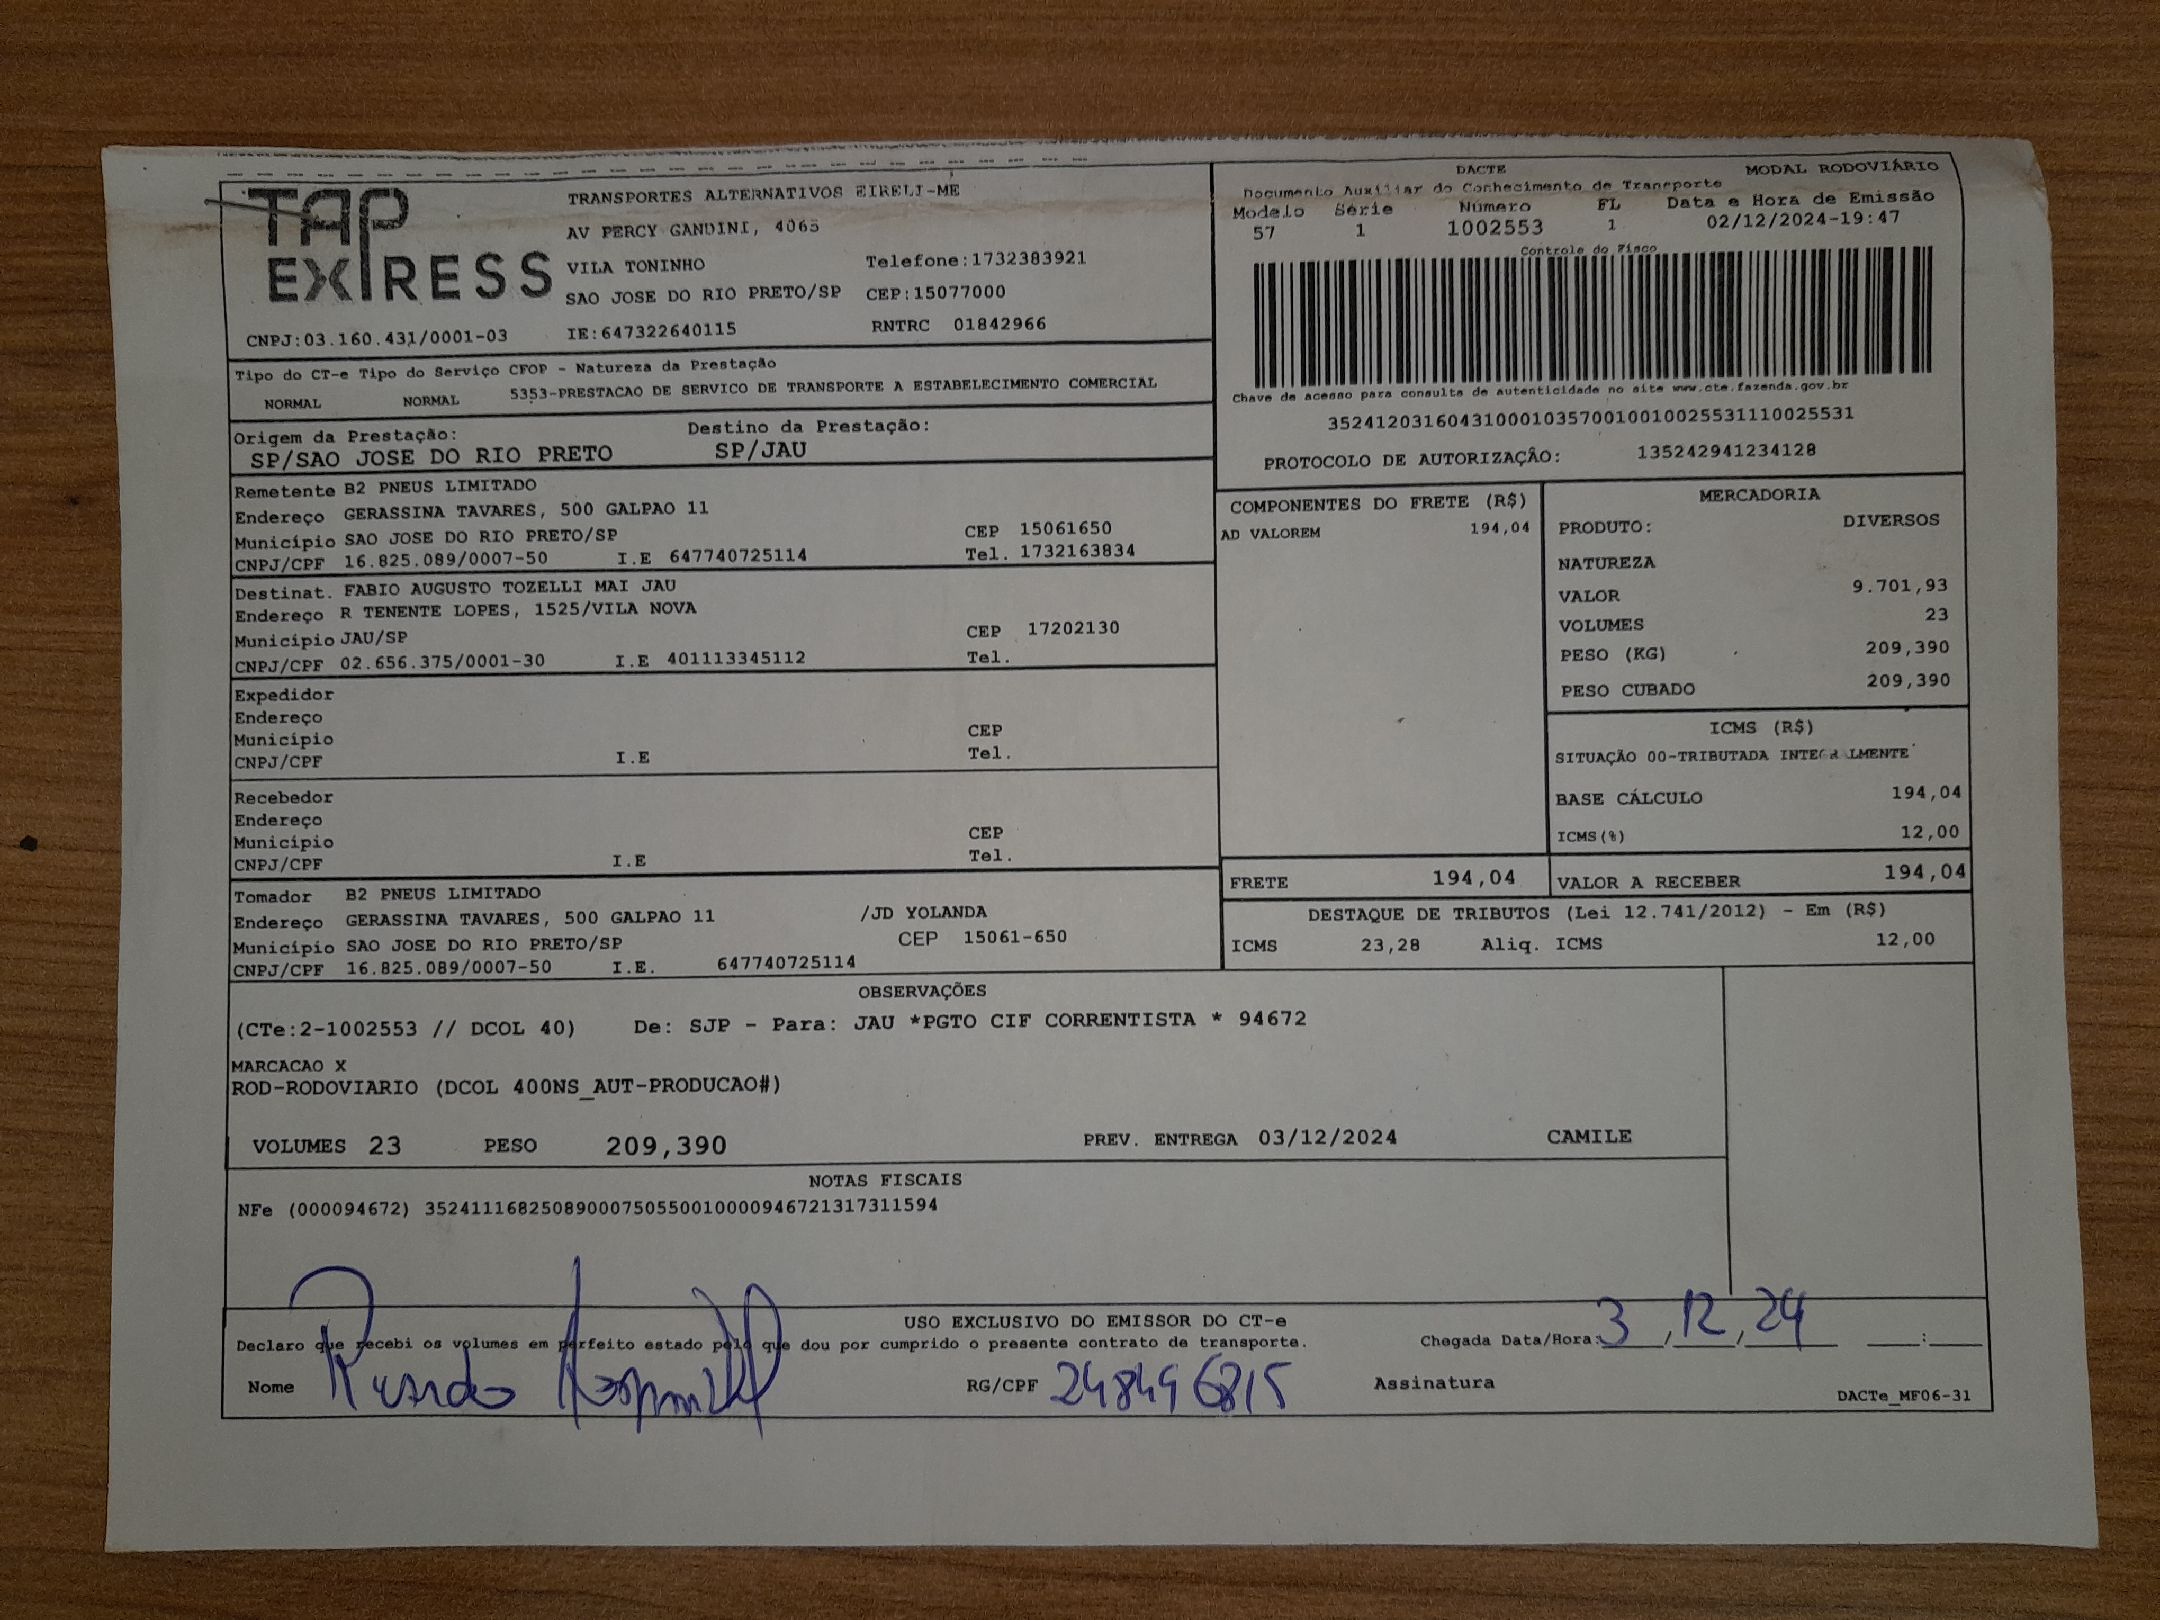 TAP EXPRESS
TRANSPORTES ALTERNATIVOS EIRELI-ME
AV PERCY GANDINI, 4065
VILA TONINHO Telefone:1732383921
SAO JOSE DO RIO PRETO/SP CEP:15077000
CNPJ:03.160.431/0001-03 IE:647322640115 RNTRC 01842966
DACTE MODAL RODOVIÁRIO
Documento Auxiliar do Conhecimento de Transporte
Modelo Série Número FL Data e Hora de Emissão
57 1 1002553 1 02/12/2024-19:47
Controle do Fisco
Chave de acesso para consulta de autenticidade no site www.cte.fazenda.gov.br
35241203160431000103570010010025531110025531
PROTOCOLO DE AUTORIZAÇÃO: 135242941234128
Tipo do CT-e Tipo do Serviço CFOP - Natureza da Prestação
NORMAL NORMAL 5353-PRESTACAO DE SERVICO DE TRANSPORTE A ESTABELECIMENTO COMERCIAL
Origem da Prestação: Destino da Prestação:
SP/SAO JOSE DO RIO PRETO SP/JAU
Remetente B2 PNEUS LIMITADO
Endereço GERASSINA TAVARES, 500 GALPAO 11
Município SAO JOSE DO RIO PRETO/SP CEP 15061650
CNPJ/CPF 16.825.089/0007-50 I.E 647740725114 Tel. 1732163834
Destinat. FABIO AUGUSTO TOZELLI MAI JAU
Endereço R TENENTE LOPES, 1525/VILA NOVA
Município JAU/SP CEP 17202130
CNPJ/CPF 02.656.375/0001-30 I.E 401113345112 Tel.
Expedidor
Endereço
Município CEP
CNPJ/CPF I.E Tel.
Recebedor
Endereço
Município CEP
CNPJ/CPF I.E Tel.
Tomador B2 PNEUS LIMITADO
Endereço GERASSINA TAVARES, 500 GALPAO 11 /JD YOLANDA
Município SAO JOSE DO RIO PRETO/SP CEP 15061-650
CNPJ/CPF 16.825.089/0007-50 I.E. 647740725114
COMPONENTES DO FRETE (R$)
AD VALOREM 194,04
MERCADORIA
PRODUTO: DIVERSOS
NATUREZA
VALOR 9.701,93
VOLUMES 23
PESO (KG) 209,390
PESO CUBADO 209,390
ICMS (R$)
SITUAÇÃO 00-TRIBUTADA INTEGRALMENTE
BASE CÁLCULO 194,04
ICMS(%) 12,00
FRETE 194,04 VALOR A RECEBER 194,04
DESTAQUE DE TRIBUTOS (Lei 12.741/2012) - Em (R$)
ICMS 23,28 Aliq. ICMS 12,00
OBSERVAÇÕES
(CTe:2-1002553 // DCOL 40) De: SJP - Para: JAU *PGTO CIF CORRENTISTA * 94672
MARCACAO X
ROD-RODOVIARIO (DCOL 400NS_AUT-PRODUCAO#)
VOLUMES 23 PESO 209,390 PREV. ENTREGA 03/12/2024 CAMILE
NOTAS FISCAIS
NFe (000094672) 35241116825089000750550010000946721317311594
USO EXCLUSIVO DO EMISSOR DO CT-e
Declaro que recebi os volumes em perfeito estado pelo que dou por cumprido o presente contrato de transporte. Chegada Data/Hora: 3 / 12 / 24 :
Nome RG/CPF 248496815 Assinatura
DACTe_MF06-31